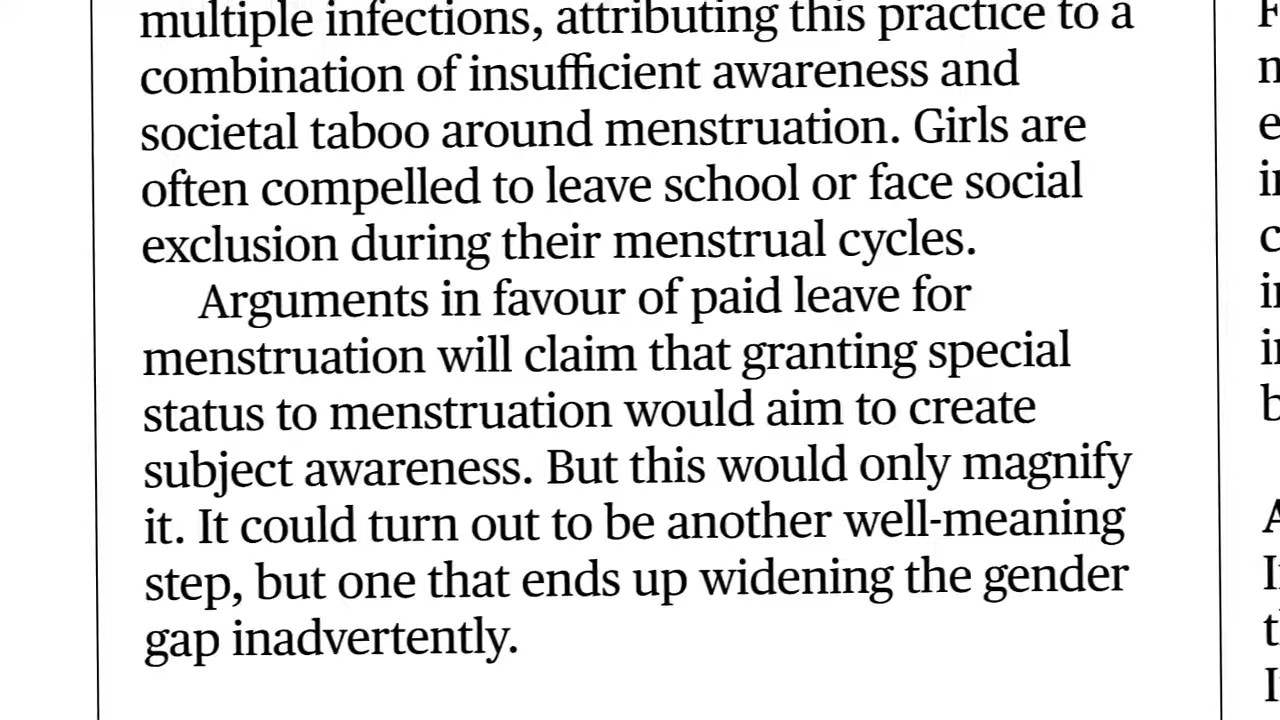 multiple infections, attributing this practice to a
combination of insufficient awareness and
societal taboo around menstruation. Girls are
often compelled to leave school or face social
exclusion during their menstrual cycles.
Arguments in favour of paid leave for
menstruation will claim that granting special
status to menstruation would aim to create
subject awareness. But this would only magnify
it. It could turn out to be another well-meaning
step, but one that ends up widening the gender
gap inadvertently.